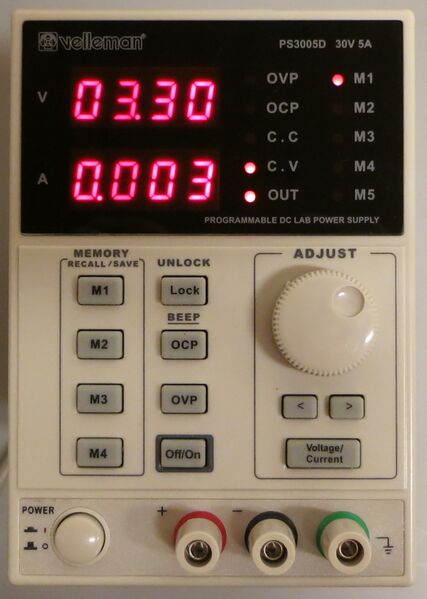 velleman®
PS3005D 30V 5A
V 03.30
A 0.003
OVP M1
OCP M2
C.C M3
C.V M4
OUT M5
PROGRAMMABLE DC LAB POWER SUPPLY
MEMORY
RECALL/SAVE
M1
M2
M3
M4
UNLOCK
Lock
BEEP
OCP
OVP
Off/On
ADJUST
< >
Voltage/
Current
POWER
I
O
+ −